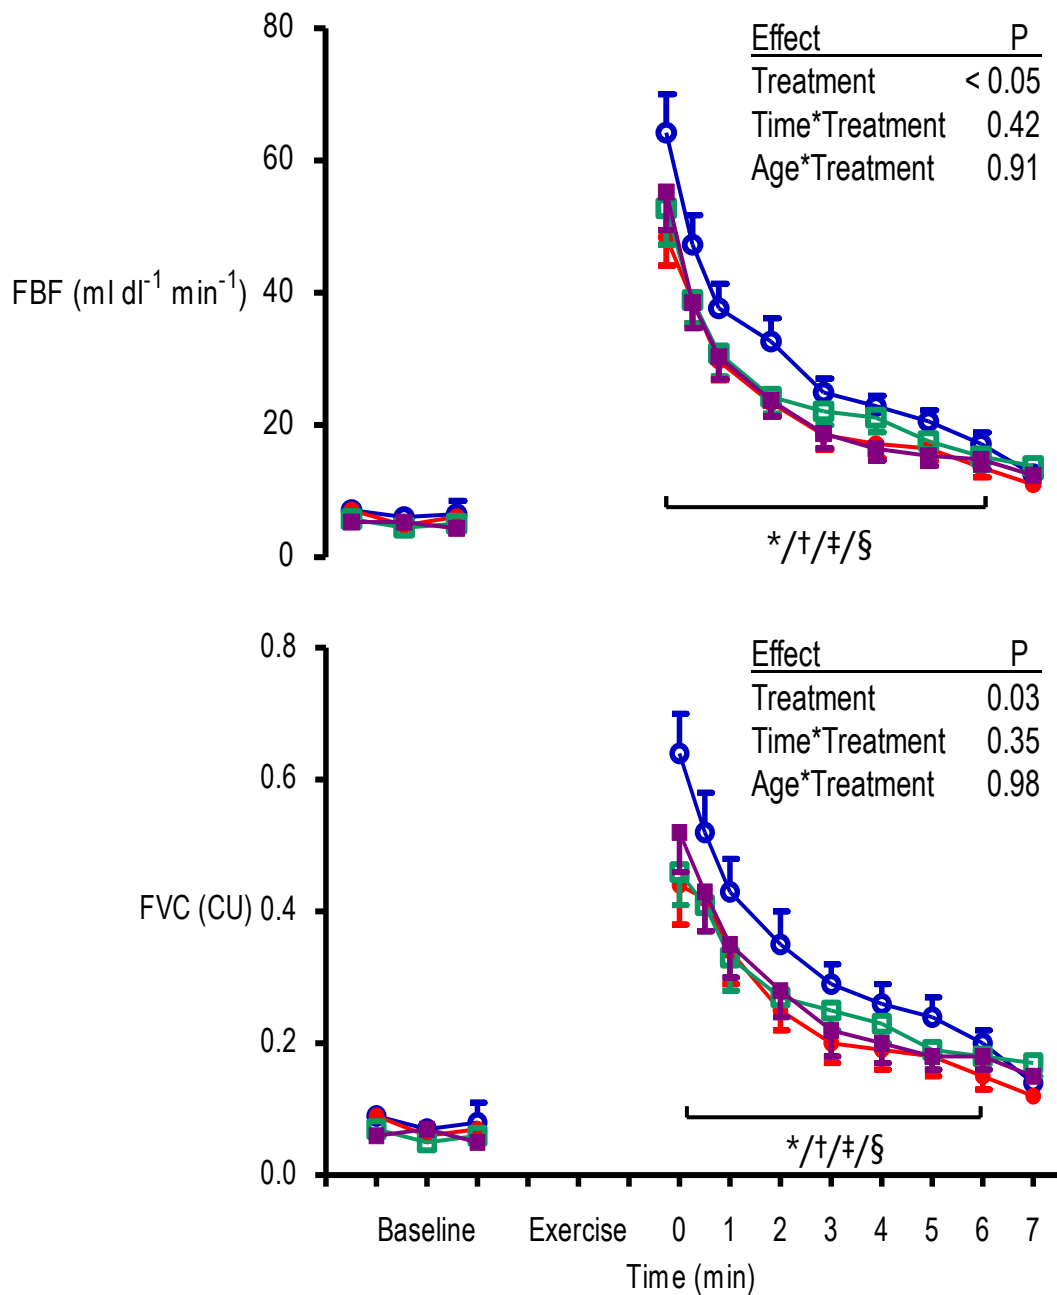 80
Effect P
Treatment < 0.05
Time*Treatment 0.42
Age*Treatment 0.91
60
FBF (ml dl⁻¹ min⁻¹) 40
20
0
*/†/‡/§
0.8
Effect P
Treatment 0.03
Time*Treatment 0.35
Age*Treatment 0.98
0.6
FVC (CU) 0.4
0.2
0.0
*/†/‡/§
Baseline Exercise 0 1 2 3 4 5 6 7
Time (min)